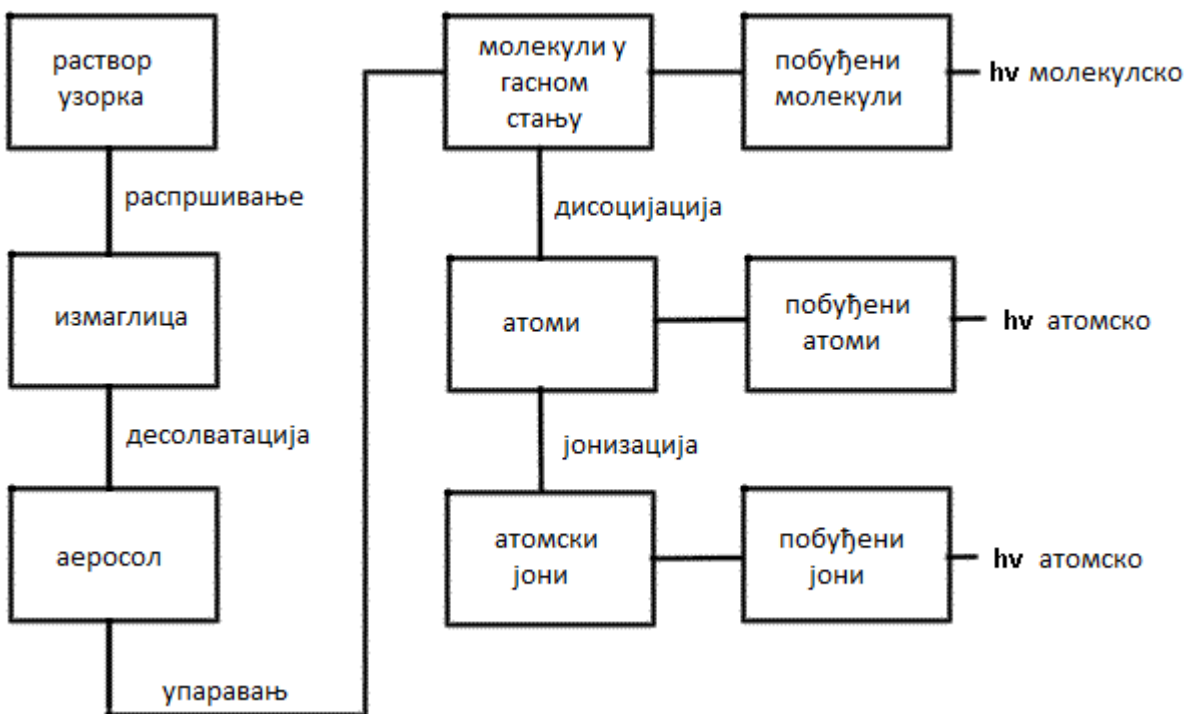 раствор
узорка
распршивање
измаглица
десолватација
аеросол
упаравањ
молекули у
гасном
стању
побуђени
молекули
hv молекулско
дисоцијација
атоми
побуђени
атоми
hv атомско
јонизација
атомски
јони
побуђени
јони
hv атомско